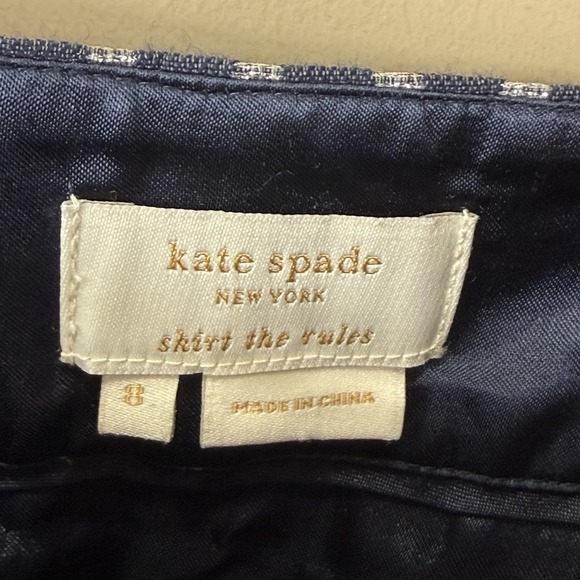 kate spade
NEW YORK
skirt the rules
8
MADE IN CHINA